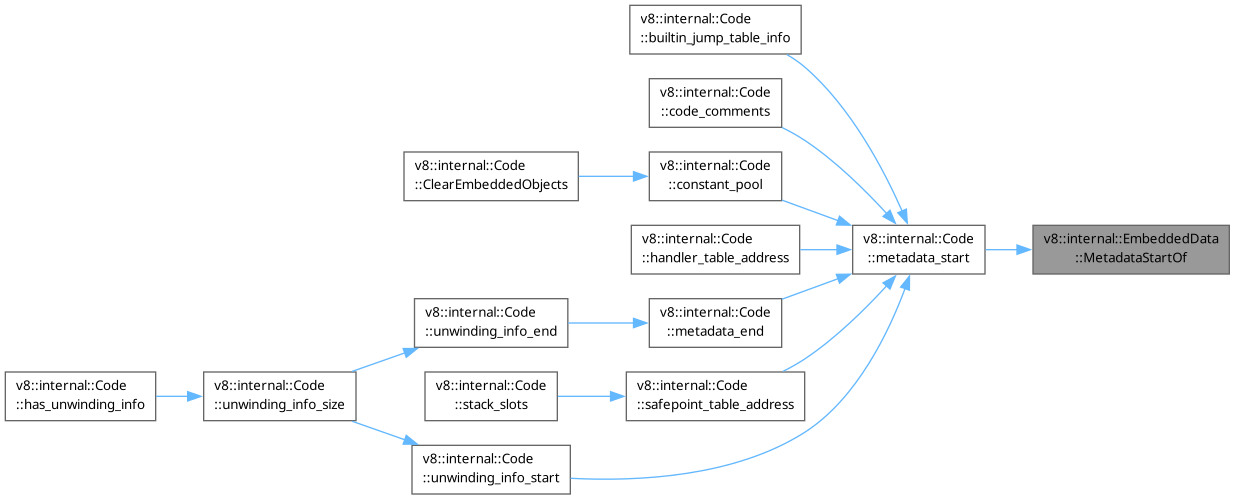 v8::internal::Code
::builtin_jump_table_info
v8::internal::Code
::code_comments
v8::internal::Code
::ClearEmbeddedObjects
v8::internal::Code
::constant_pool
v8::internal::Code
::handler_table_address
v8::internal::Code
::metadata_start
v8::internal::EmbeddedData
::MetadataStartOf
v8::internal::Code
::unwinding_info_end
v8::internal::Code
::metadata_end
v8::internal::Code
::has_unwinding_info
v8::internal::Code
::unwinding_info_size
v8::internal::Code
::stack_slots
v8::internal::Code
::safepoint_table_address
v8::internal::Code
::unwinding_info_start